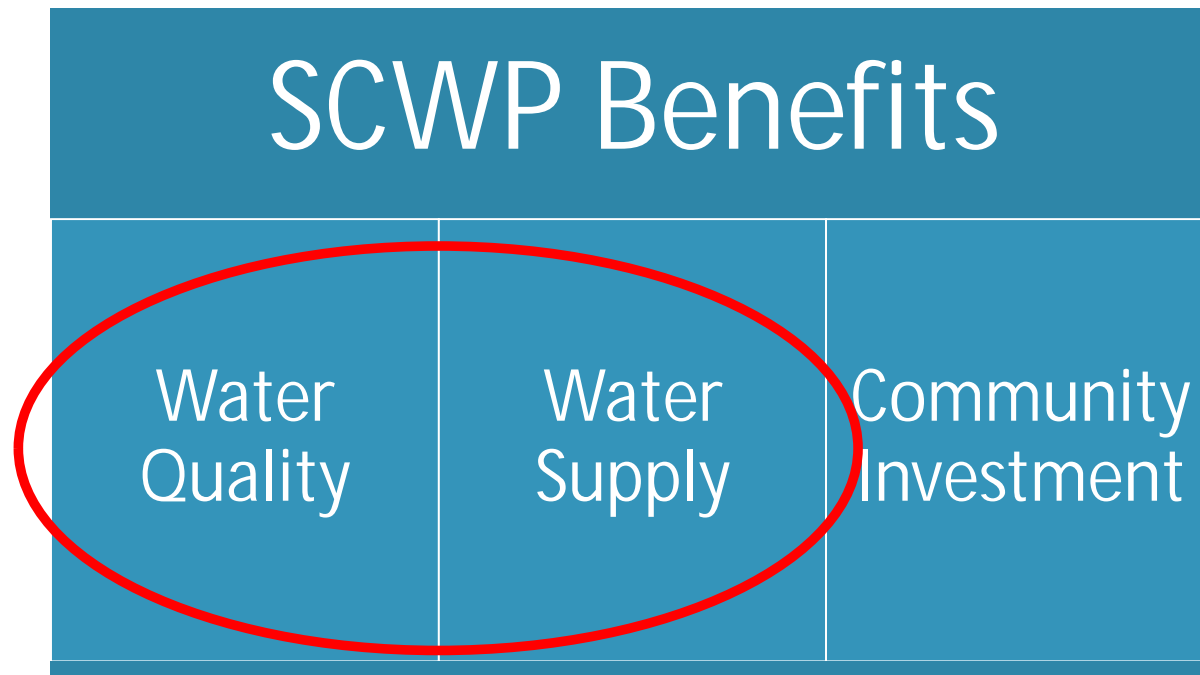 SCWP Benefits
Water
Quality
Water
Supply
Community
Investment